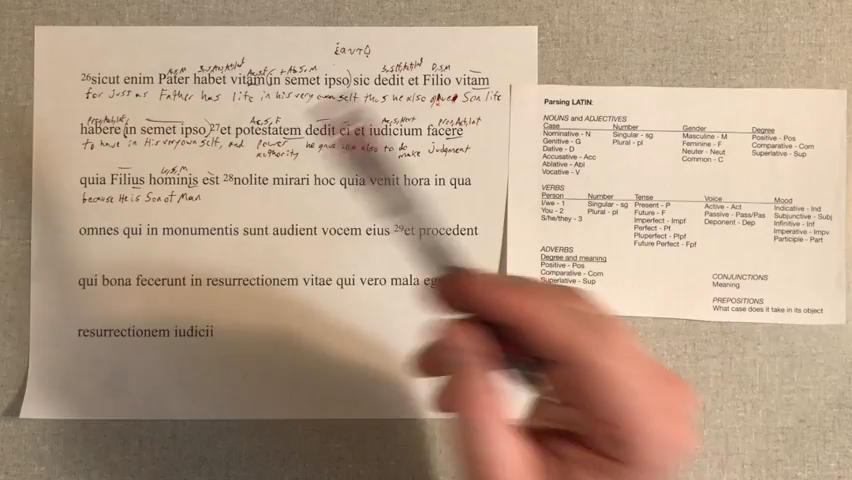 ἑαυτῷ
26sicut enim Pater habet vitam in semet ipso sic dedit et Filio vitam
for Just as Father has life in his very own self thus he also gives Son life
habere in semet ipso 27et potestatem dedit ei et iudicium facere
to have in His very own self, and Power he gave him also to do Judgment
authority make
quia Filius hominis est 28nolite mirari hoc quia venit hora in qua
because He is Son of Man
omnes qui in monumentis sunt audient vocem eius 29et procedent
qui bona fecerunt in resurrectionem vitae qui vero mala
resurrectionem iudicii
Parsing LATIN:
NOUNS and ADJECTIVES
Case Number Gender Degree
Nominative - N Singular - sg Masculine - M Positive - Pos
Genitive - G Plural - pl Feminine - F Comparative - Com
Dative - D Neuter - Neut Superlative - Sup
Accusative - Acc Common - C
Ablative - Abl
Vocative - V
VERBS
Person Number Tense Voice Mood
I/we - 1 Singular - sg Present - P Active - Act Indicative - Ind
You - 2 Plural - pl Future - F Passive - Pass/Pas Subjunctive - Subj
S/he/they - 3 Imperfect - Impf Deponent - Dep Infinitive - Inf
Perfect - Pf Imperative - Impv
Pluperfect - Plpf Participle - Part
Future Perfect - Fpf
ADVERBS
Degree and meaning
Positive - Pos
Comparative - Com
Superlative - Sup
CONJUNCTIONS
Meaning
PREPOSITIONS
What case does it take in its object